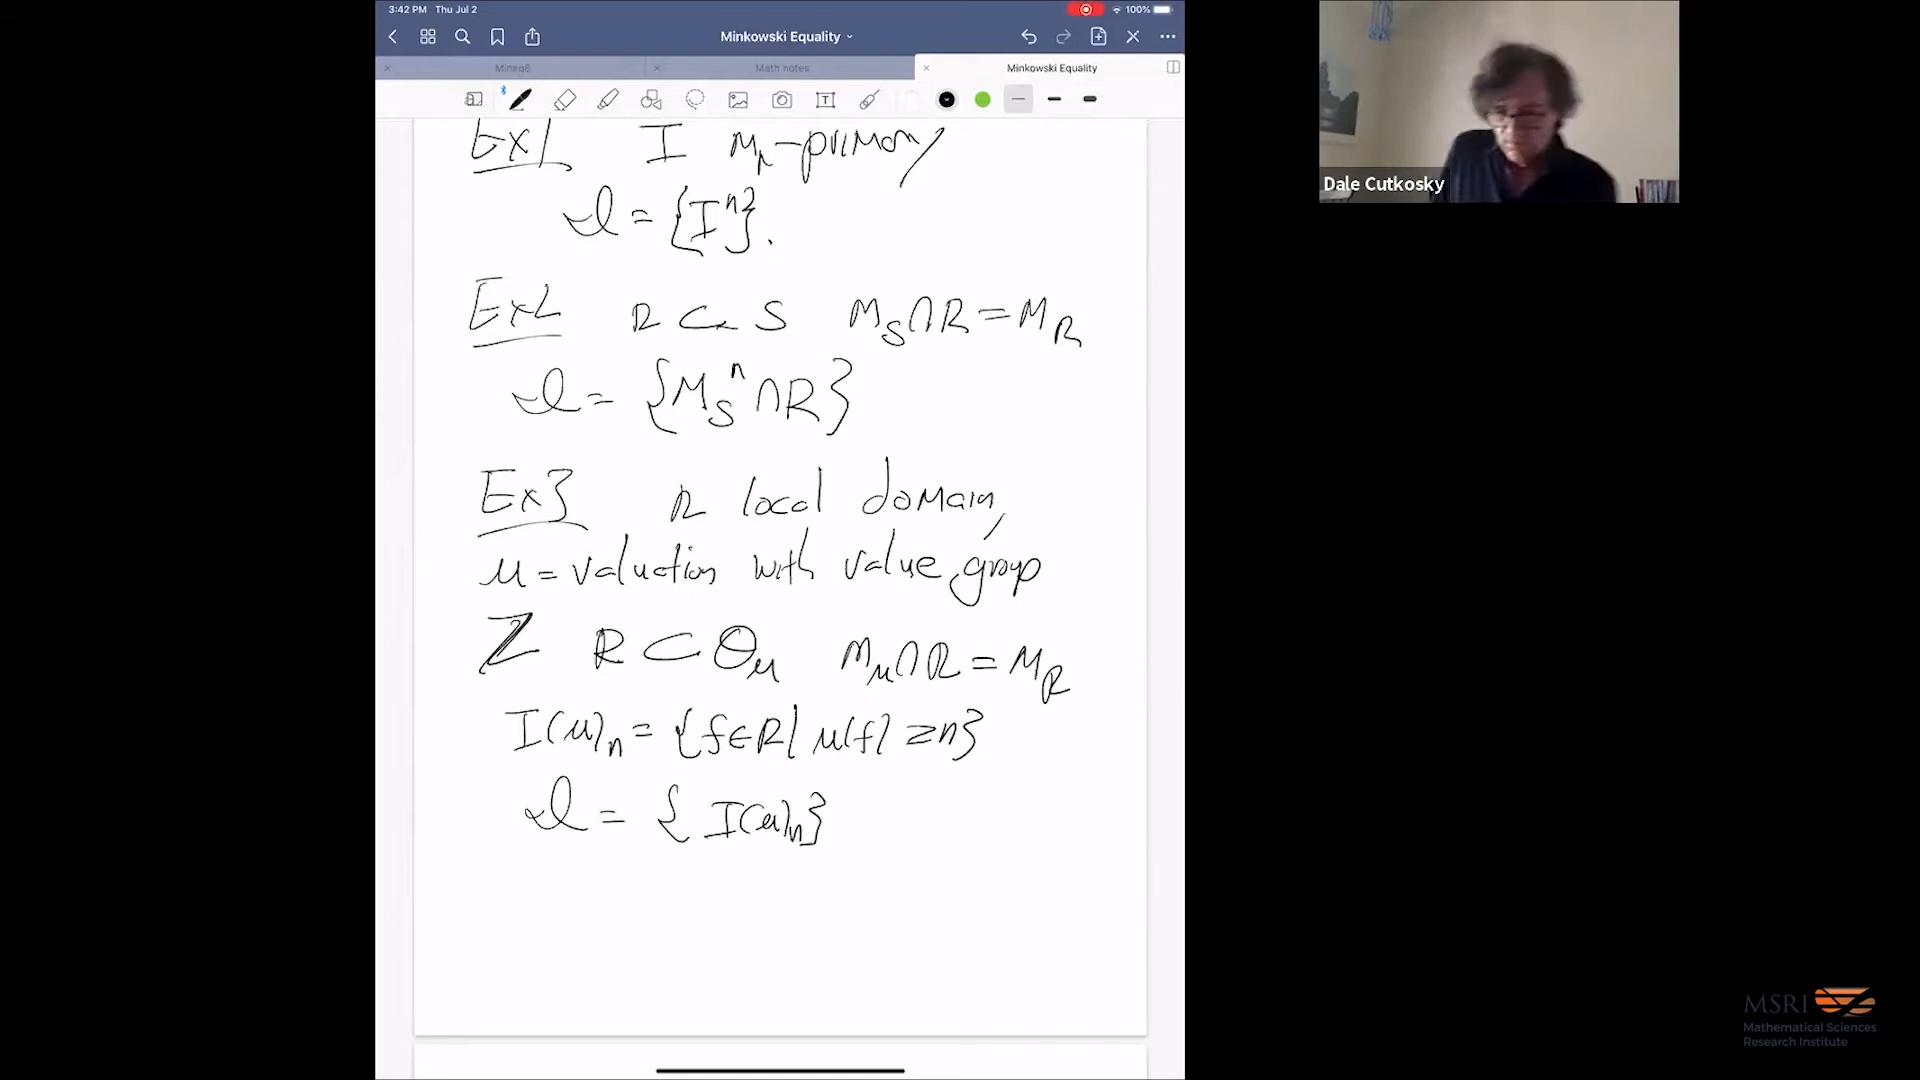 3:42 PM Thu Jul 2
100%
Minkowski Equality
Math notes
Minkowski Equality
Ex1 I m_R-primary
𝓘 = {I^n}.
Ex2 R ⊂ S M_S∩R = M_R
𝓘 = {M_S^n ∩R}
Ex3 R local domain,
μ = valuation with value group
ℤ R ⊂ O_μ m_μ∩R = M_R
I(μ)_n = {f∈R | μ(f) ≥n}
𝓘 = { I(μ)_n}
Dale Cutkosky
MSRI
Mathematical Sciences
Research Institute